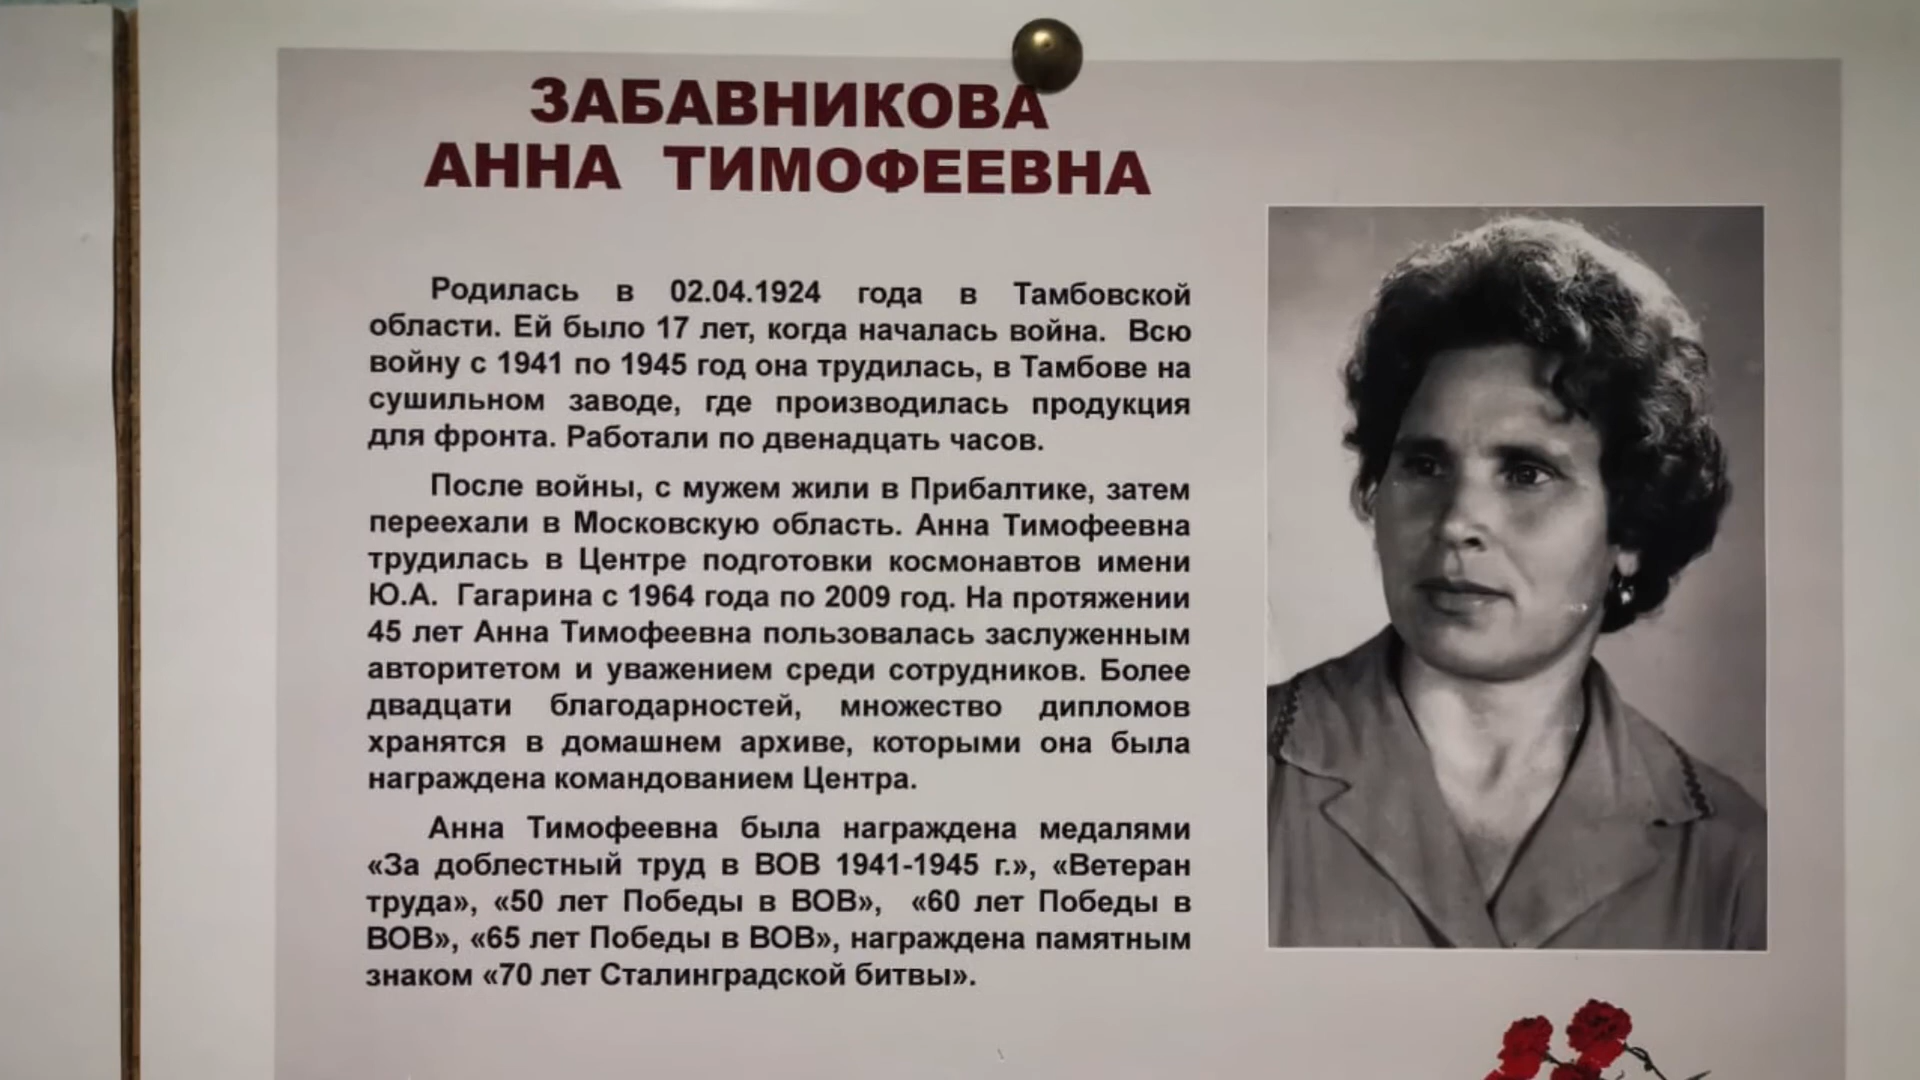 ЗАБАВНИКОВА
АННА ТИМОФЕЕВНА
Родилась в 02.04.1924 года в Тамбовской
области. Ей было 17 лет, когда началась война. Всю
войну с 1941 по 1945 год она трудилась, в Тамбове на
сушильном заводе, где производилась продукция
для фронта. Работали по двенадцать часов.
После войны, с мужем жили в Прибалтике, затем
переехали в Московскую область. Анна Тимофеевна
трудилась в Центре подготовки космонавтов имени
Ю.А. Гагарина с 1964 года по 2009 год. На протяжении
45 лет Анна Тимофеевна пользовалась заслуженным
авторитетом и уважением среди сотрудников. Более
двадцати благодарностей, множество дипломов
хранятся в домашнем архиве, которыми она была
награждена командованием Центра.
Анна Тимофеевна была награждена медалями
«За доблестный труд в ВОВ 1941-1945 г.», «Ветеран
труда», «50 лет Победы в ВОВ», «60 лет Победы в
ВОВ», «65 лет Победы в ВОВ», награждена памятным
знаком «70 лет Сталинградской битвы».